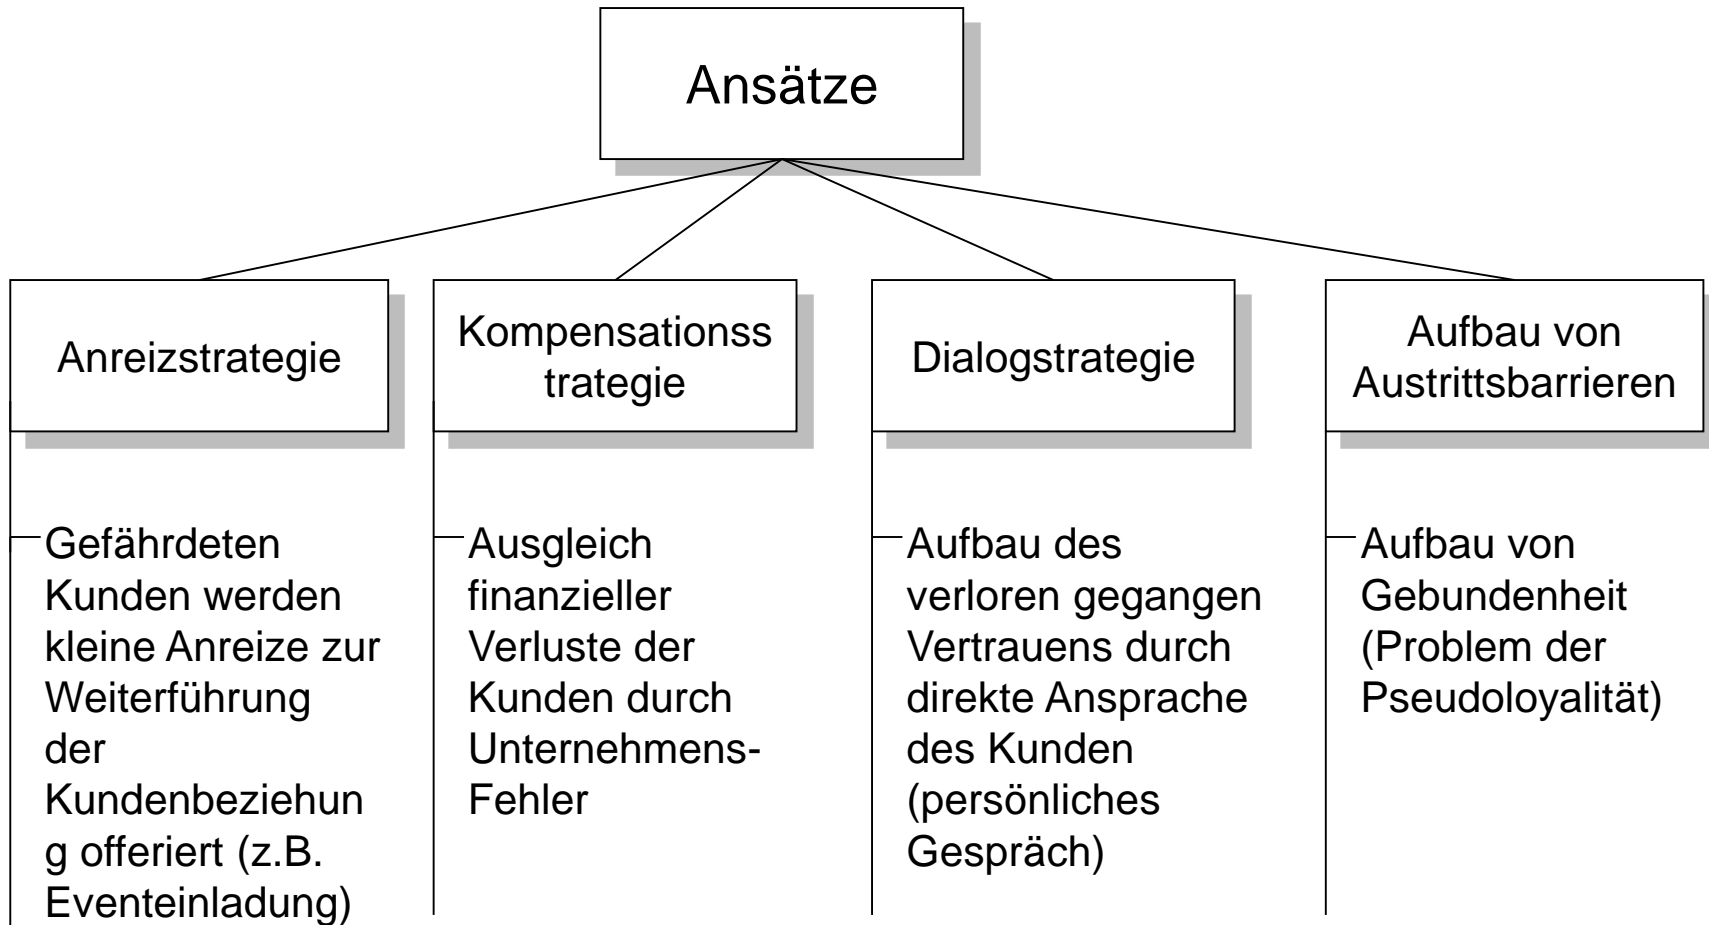 Ansätze
Anreizstrategie
Kompensationss
trategie
Dialogstrategie
Aufbau von
Austrittsbarrieren
Gefährdeten
Kunden werden
kleine Anreize zur
Weiterführung
der
Kundenbeziehun
g offeriert (z.B.
Eventeinladung)
Ausgleich
finanzieller
Verluste der
Kunden durch
Unternehmens-
Fehler
Aufbau des
verloren gegangen
Vertrauens durch
direkte Ansprache
des Kunden
(persönliches
Gespräch)
Aufbau von
Gebundenheit
(Problem der
Pseudoloyalität)